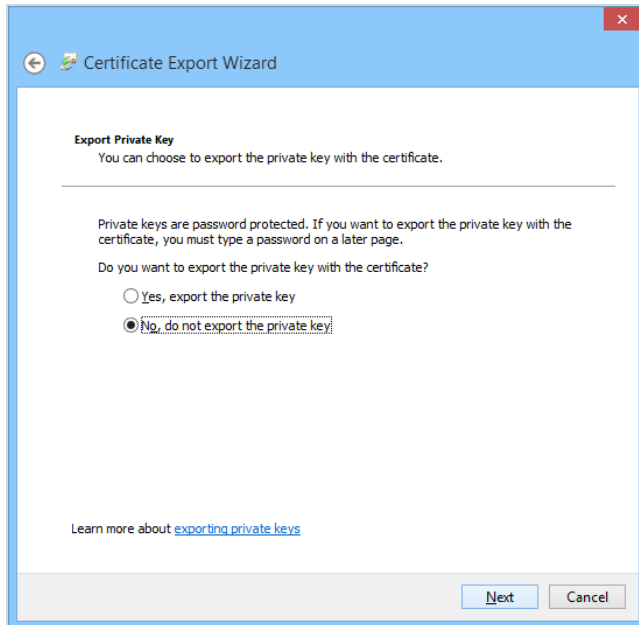 Certificate Export Wizard
Export Private Key
You can choose to export the private key with the certificate.
Private keys are password protected. If you want to export the private key with the
certificate, you must type a password on a later page.
Do you want to export the private key with the certificate?
Yes, export the private key
No, do not export the private key
Learn more about exporting private keys
Next Cancel